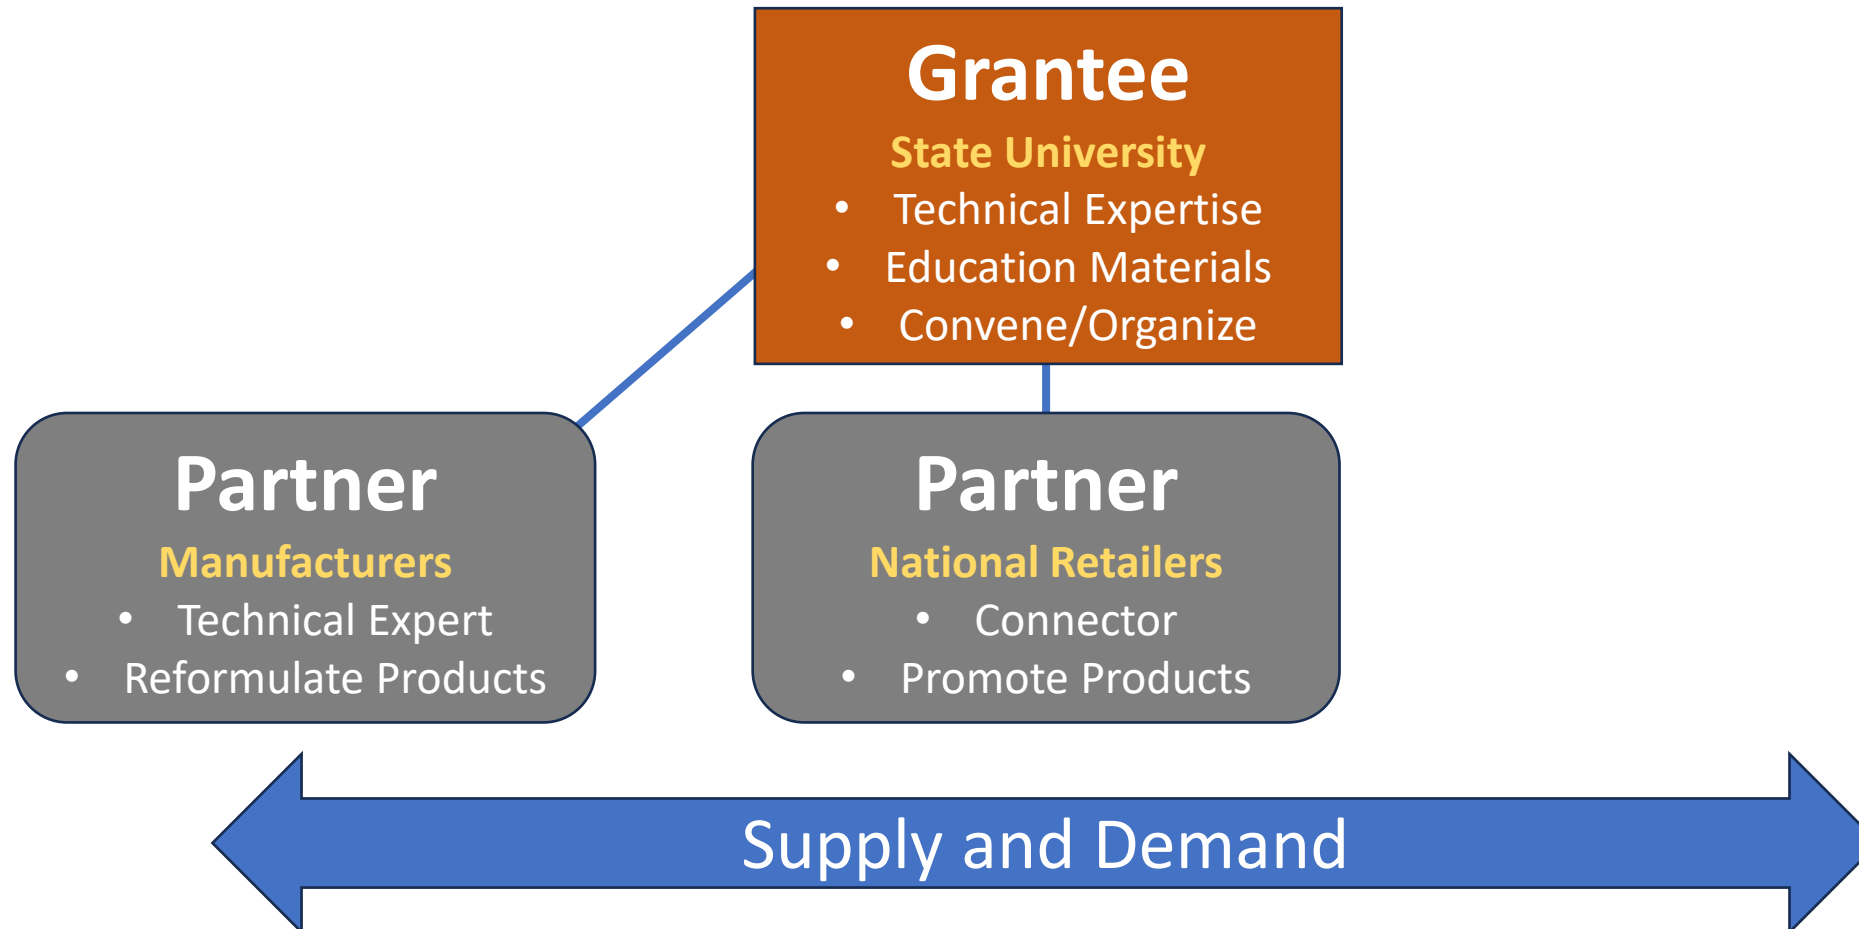 Grantee
State University
• Technical Expertise
• Education Materials
• Convene/Organize
Partner
Manufacturers
• Technical Expert
• Reformulate Products
Partner
National Retailers
• Connector
• Promote Products
Supply and Demand